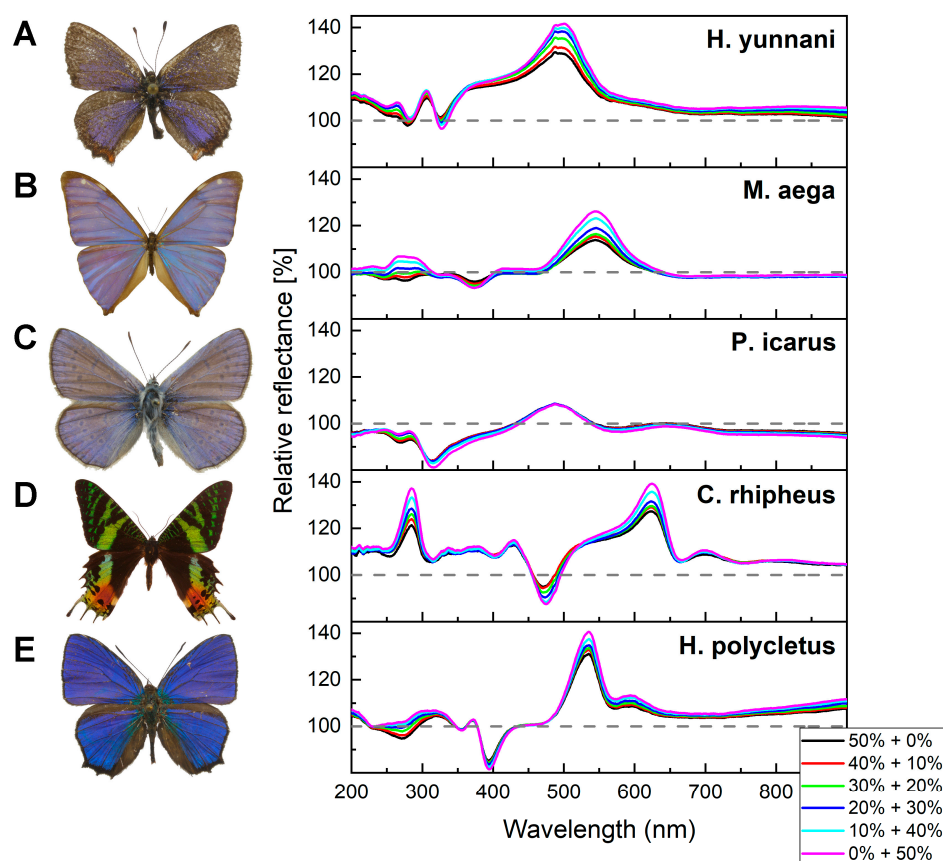 A
B
C
D
E
H. yunnani
M. aega
P. icarus
C. rhipheus
H. polycletus
140
120
100
140
120
100
140
120
100
140
120
100
140
120
100
Relative reflectance [%]
200 300 400 500 600 700 800
Wavelength (nm)
50% + 0%
40% + 10%
30% + 20%
20% + 30%
10% + 40%
0% + 50%